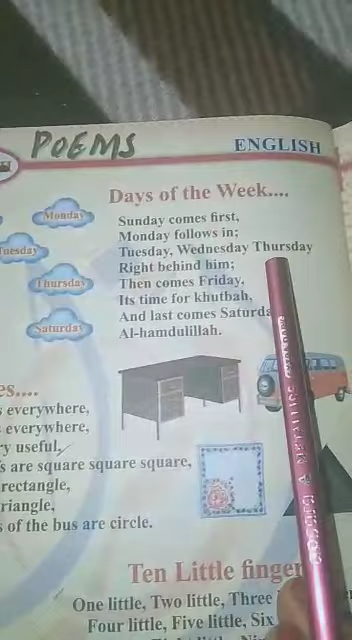 POEMS
ENGLISH
Days of the Week....
Monday
Sunday comes first,
Monday follows in;
Tuesday
Tuesday, Wednesday Thursday
Right behind him;
Thursday
Then comes Friday,
Its time for khutbah,
Saturday
And last comes Saturda
Al-hamdulillah.
es....
s everywhere,
s everywhere,
ry useful,
s are square square square,
rectangle,
riangle,
s of the bus are circle.
Ten Little finger
One little, Two little, Three
Four little, Five little, Six
METALLIC